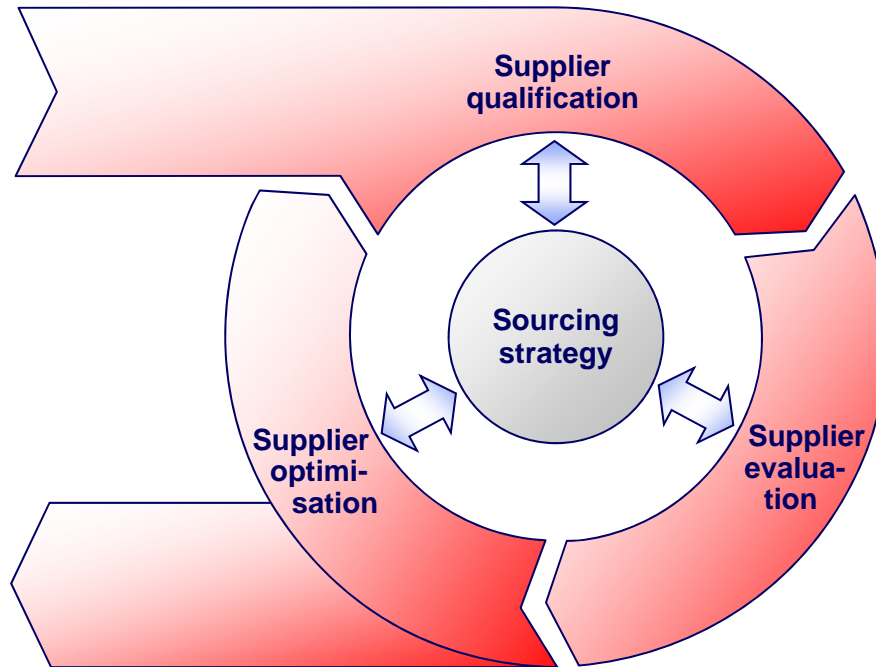 Supplier
qualification
Sourcing
strategy
Supplier
evalua-
tion
Supplier
optimi-
sation